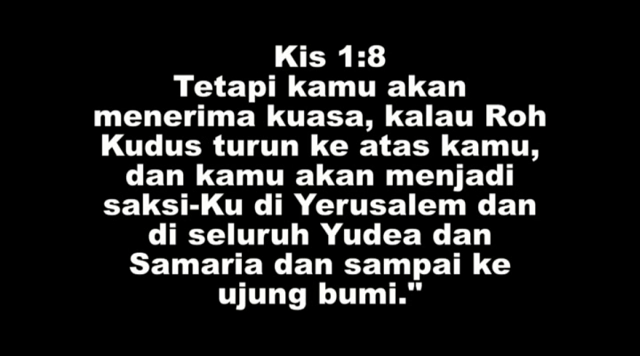 Kis 1:8
Tetapi kamu akan
menerima kuasa, kalau Roh
Kudus turun ke atas kamu,
dan kamu akan menjadi
saksi-Ku di Yerusalem dan
di seluruh Yudea dan
Samaria dan sampai ke
ujung bumi."